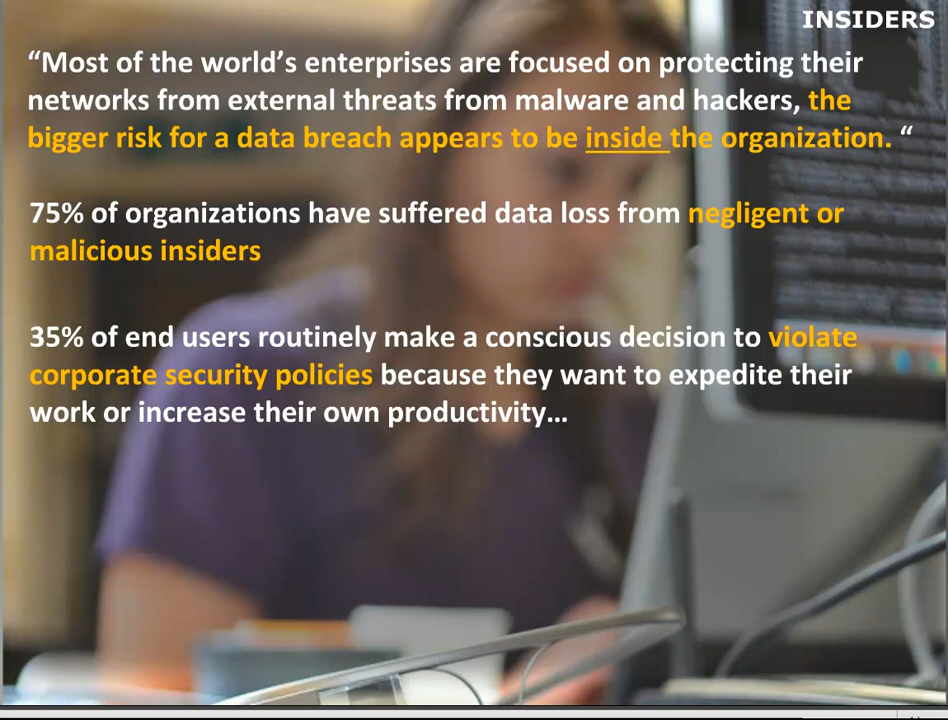 INSIDERS
“Most of the world’s enterprises are focused on protecting their
networks from external threats from malware and hackers, the
bigger risk for a data breach appears to be inside the organization. “
75% of organizations have suffered data loss from negligent or
malicious insiders
35% of end users routinely make a conscious decision to violate
corporate security policies because they want to expedite their
work or increase their own productivity…